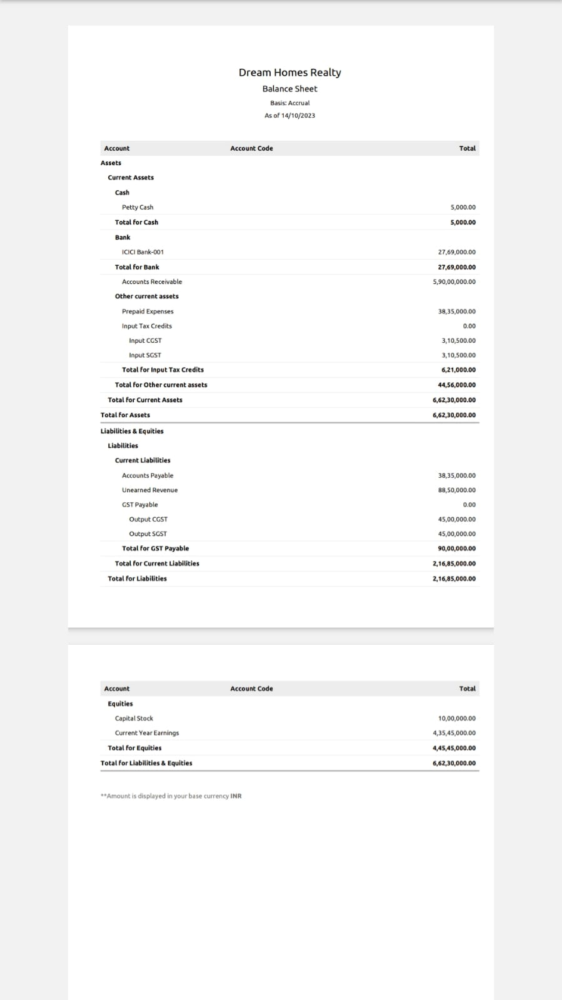 Dream Homes Realty
Balance Sheet
Basis: Accrual
As of 14/10/2023
Account Account Code Total
Assets
Current Assets
Cash
Petty Cash 5,000.00
Total for Cash 5,000.00
Bank
ICICI Bank-001 27,69,000.00
Total for Bank 27,69,000.00
Accounts Receivable 5,90,00,000.00
Other current assets
Prepaid Expenses 38,35,000.00
Input Tax Credits 0.00
Input CGST 3,10,500.00
Input SGST 3,10,500.00
Total for Input Tax Credits 6,21,000.00
Total for Other current assets 44,56,000.00
Total for Current Assets 6,62,30,000.00
Total for Assets 6,62,30,000.00
Liabilities & Equities
Liabilities
Current Liabilities
Accounts Payable 38,35,000.00
Unearned Revenue 88,50,000.00
GST Payable 0.00
Output CGST 45,00,000.00
Output SGST 45,00,000.00
Total for GST Payable 90,00,000.00
Total for Current Liabilities 2,16,85,000.00
Total for Liabilities 2,16,85,000.00
Account Account Code Total
Equities
Capital Stock 10,00,000.00
Current Year Earnings 4,35,45,000.00
Total for Equities 4,45,45,000.00
Total for Liabilities & Equities 6,62,30,000.00
**Amount is displayed in your base currency INR